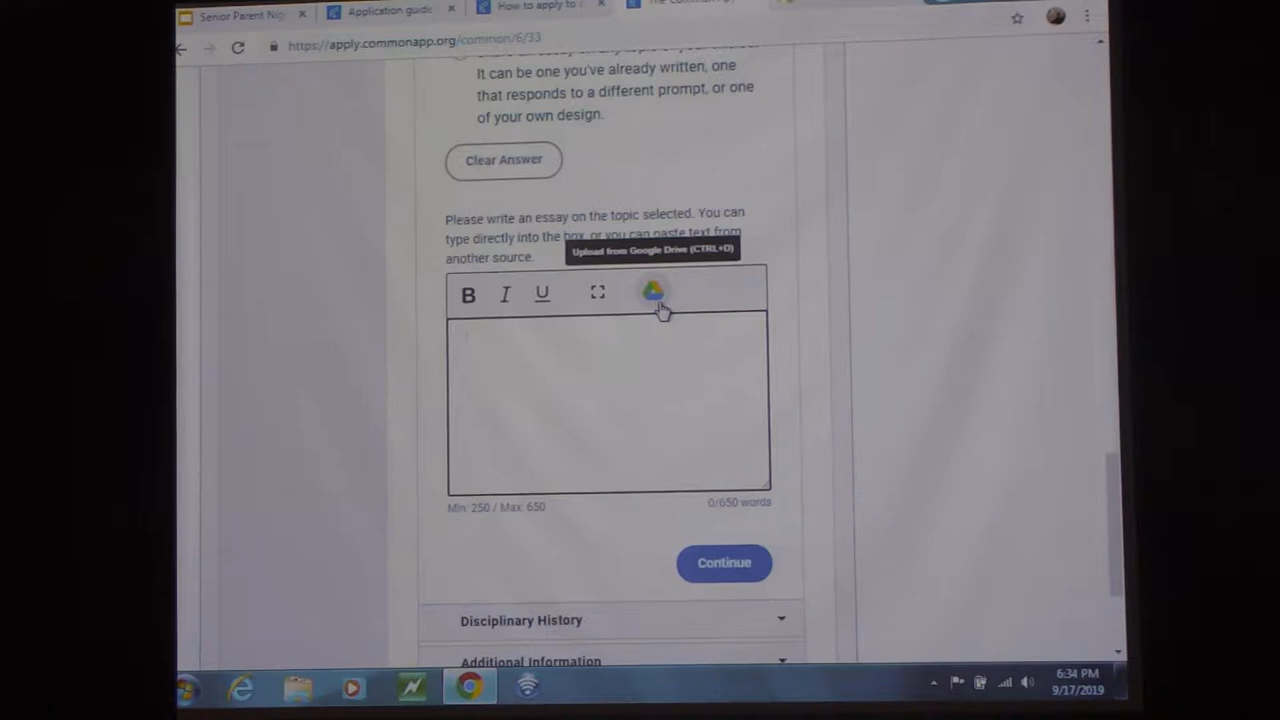 Senior Parent Nig
Application guide
How to apply to c
https://apply.commonapp.org/common/6/33
It can be one you've already written, one
that responds to a different prompt, or one
of your own design.
Clear Answer
Please write an essay on the topic selected. You can
type directly into the box, or you can paste text from
another source.
Upload from Google Drive (CTRL+D)
B I U
Min: 250 / Max: 650
0/650 words
Continue
Disciplinary History
Additional Information
6:34 PM
9/17/2019